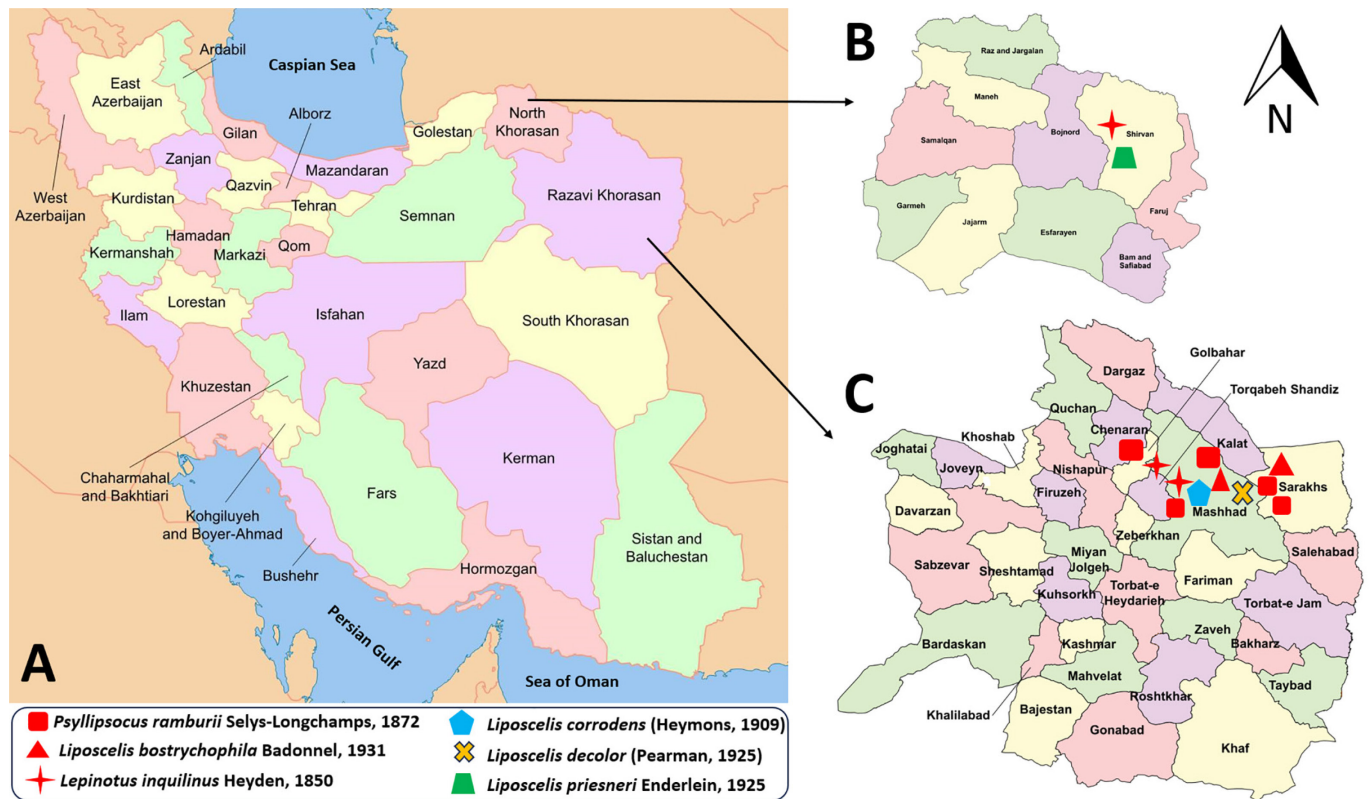 Ardabil
Caspian Sea
East
Azerbaijan
Alborz
Gilan
Golestan
North
Khorasan
Zanjan
Mazandaran
West
Azerbaijan
Qazvin
Kurdistan
Tehran
Semnan
Razavi Khorasan
Hamadan
Markazi
Qom
Kermanshah
Lorestan
Ilam
Isfahan
South Khorasan
Yazd
Khuzestan
Kerman
Chaharmahal
and Bakhtiari
Fars
Kohgiluyeh
and Boyer-Ahmad
Sistan and
Baluchestan
Bushehr
Hormozgan
Persian Gulf
A
Sea of Oman
B
Raz and Jargalan
Maneh
Samalqan
Bojnord
Shirvan
Garmeh
Jajarm
Esfarayen
Faruj
Bam and
Safiabad
N
C
Golbahar
Dargaz
Torqabeh Shandiz
Quchan
Chenaran
Khoshab
Kalat
Joghatai
Joveyn
Nishapur
Sarakhs
Firuzeh
Davarzan
Mashhad
Zeberkhan
Salehabad
Miyan
Jolgeh
Sabzevar
Sheshtamad
Fariman
Kuhsorkh
Torbat-e
Heydarieh
Torbat-e Jam
Zaveh
Bardaskan
Kashmar
Bakharz
Mahvelat
Taybad
Roshtkhar
Khalilabad
Bajestan
Gonabad
Khaf
Psyllipsocus ramburii Selys-Longchamps, 1872
Liposcelis bostrychophila Badonnel, 1931
Lepinotus inquilinus Heyden, 1850
Liposcelis corrodens (Heymons, 1909)
Liposcelis decolor (Pearman, 1925)
Liposcelis priesneri Enderlein, 1925